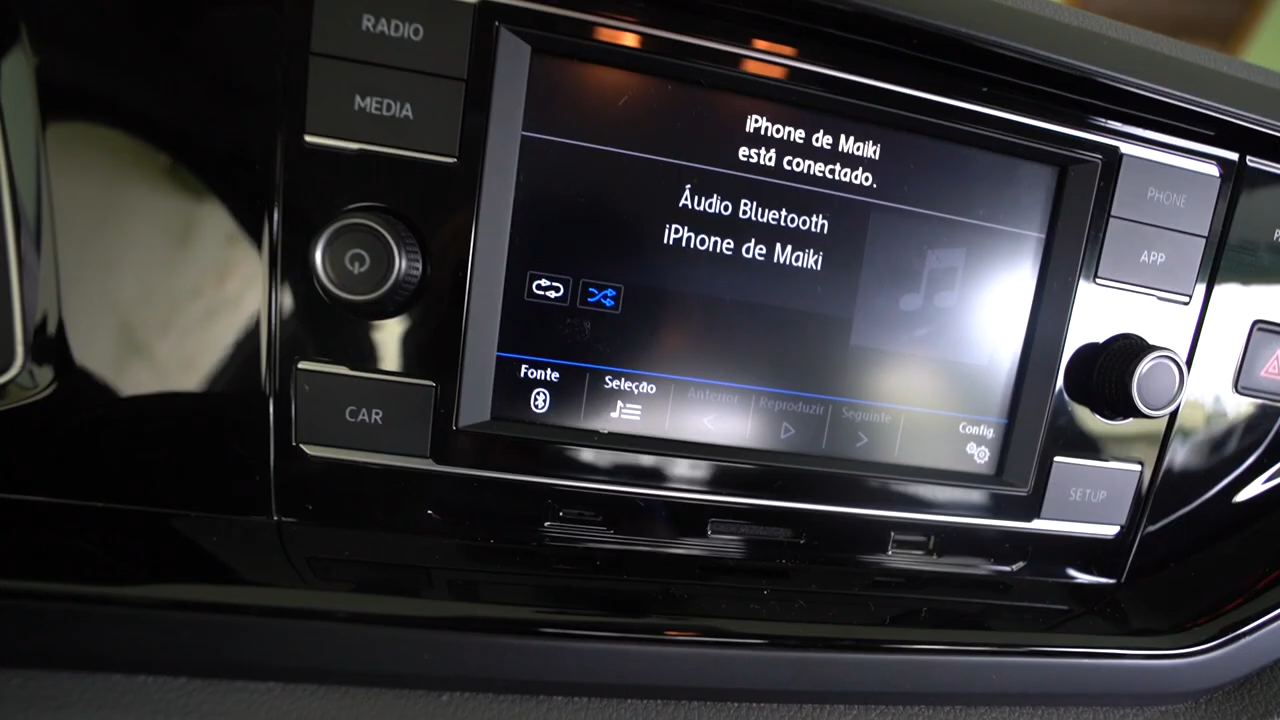 RADIO
MEDIA
CAR
iPhone de Maiki
está conectado.
Áudio Bluetooth
iPhone de Maiki
Fonte
Seleção
Anterior
Reproduzir
Seguinte
Config.
PHONE
APP
SETUP